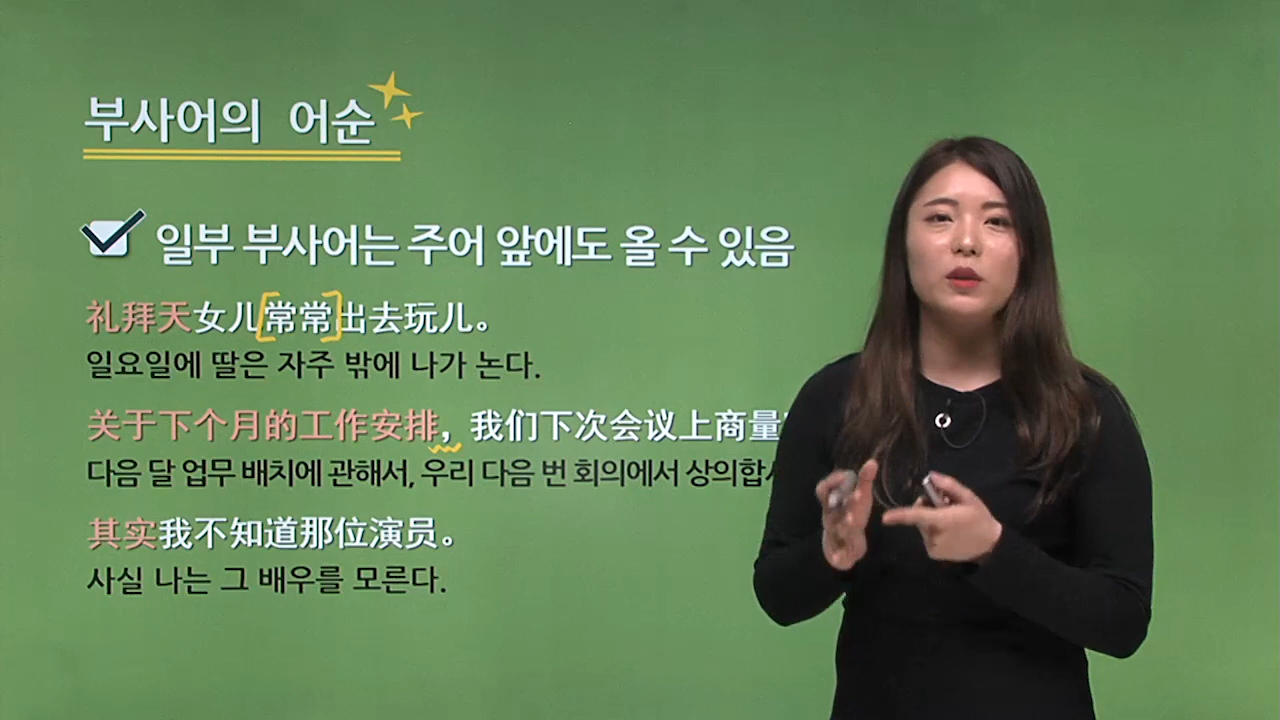 부사어의 어순
일부 부사어는 주어 앞에도 올 수 있음
礼拜天女儿[常常]出去玩儿。
일요일에 딸은 자주 밖에 나가 논다.
关于下个月的工作安排，我们下次会议上商量
다음 달 업무 배치에 관해서, 우리 다음 번 회의에서 상의합
其实我不知道那位演员。
사실 나는 그 배우를 모른다.